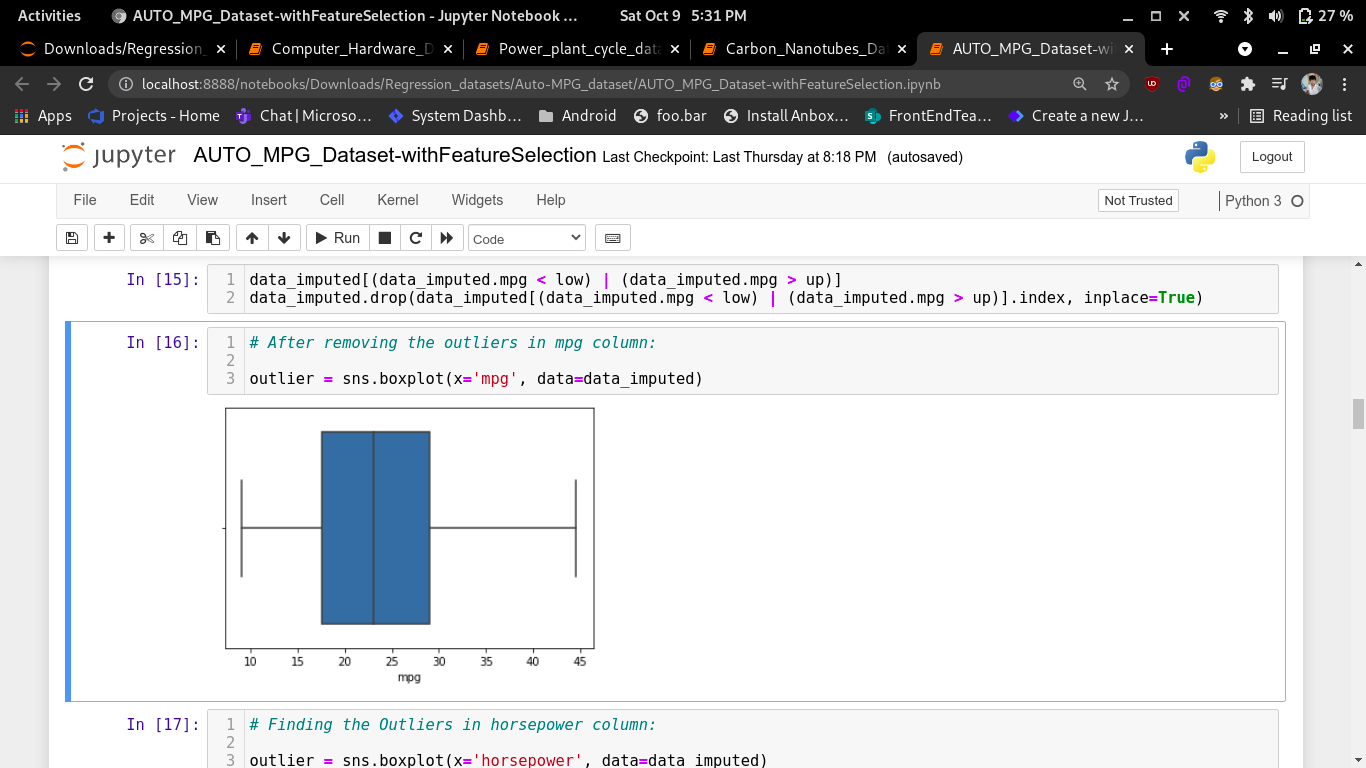 Activities AUTO_MPG_Dataset-withFeatureSelection - Jupyter Notebook ... Sat Oct 9 5:31 PM 27 %
Downloads/Regression_ Computer_Hardware_D Power_plant_cycle_data Carbon_Nanotubes_Da AUTO_MPG_Dataset-wi
localhost:8888/notebooks/Downloads/Regression_datasets/Auto-MPG_dataset/AUTO_MPG_Dataset-withFeatureSelection.ipynb
Apps Projects - Home Chat | Microso... System Dashb... Android foo.bar Install Anbox... FrontEndTea... Create a new J... » Reading list
jupyter AUTO_MPG_Dataset-withFeatureSelection Last Checkpoint: Last Thursday at 8:18 PM (autosaved) Logout
File Edit View Insert Cell Kernel Widgets Help Not Trusted Python 3
Run Code
In [15]: 1 data_imputed[(data_imputed.mpg < low) | (data_imputed.mpg > up)]
2 data_imputed.drop(data_imputed[(data_imputed.mpg < low) | (data_imputed.mpg > up)].index, inplace=True)
In [16]: 1 # After removing the outliers in mpg column:
2
3 outlier = sns.boxplot(x='mpg', data=data_imputed)
10 15 20 25 30 35 40 45
mpg
In [17]: 1 # Finding the Outliers in horsepower column:
2
3 outlier = sns.boxplot(x='horsepower', data=data_imputed)